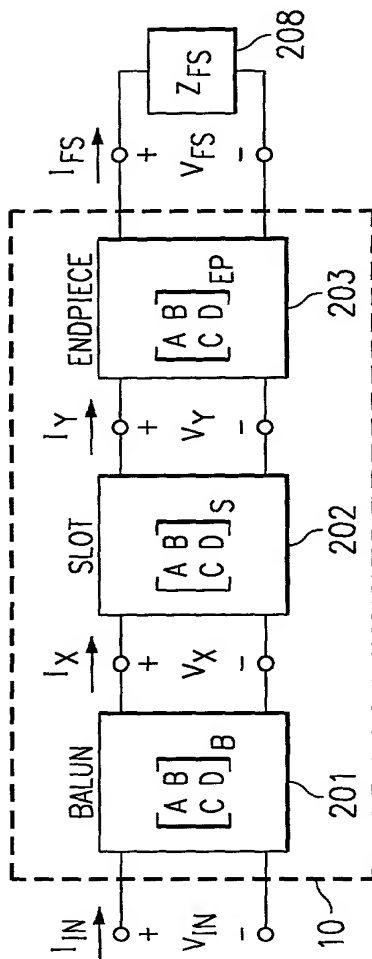 BALUN
SLOT
ENDPIECE
I_IN
I_X
I_Y
I_FS
+
+
+
+
V_IN
[A B
C D]_B
V_X
[A B
C D]_S
V_Y
[A B
C D]_EP
V_FS
Z_FS
−
−
−
−
10
201
202
203
208